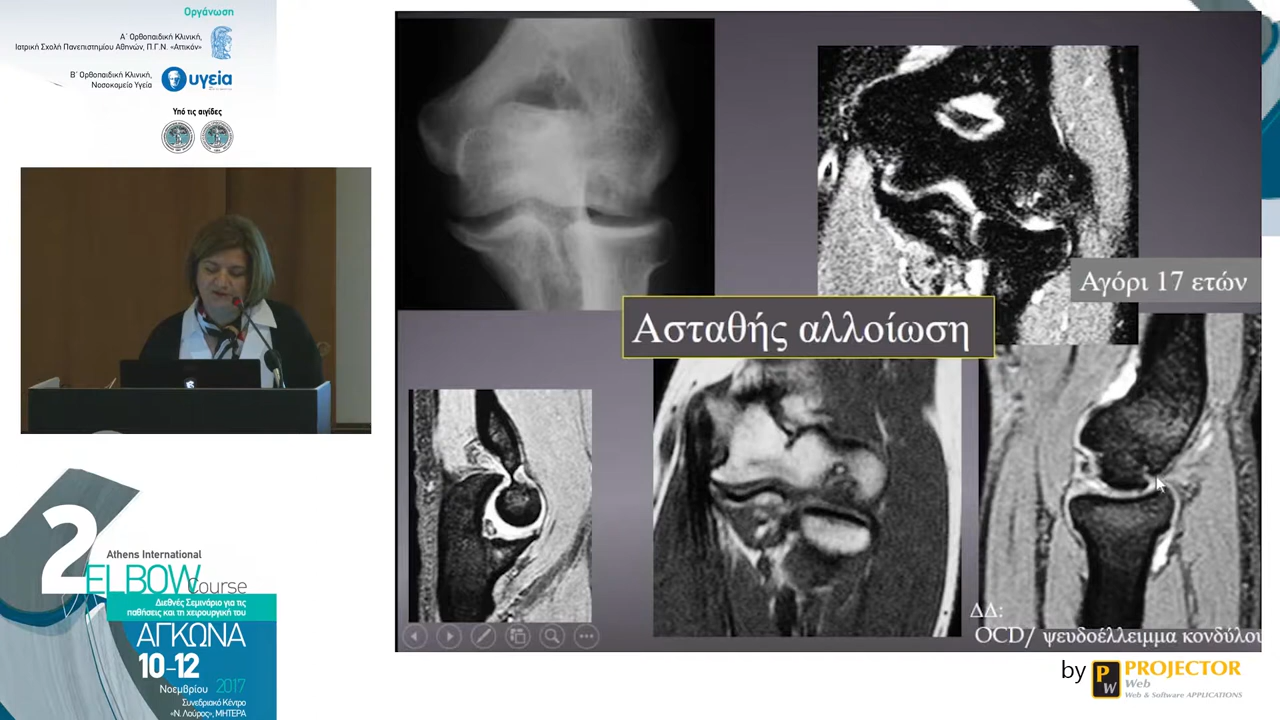 Οργάνωση
Α΄ Ορθοπαιδική Κλινική,
Ιατρική Σχολή Πανεπιστημίου Αθηνών, Π.Γ.Ν. «Αττικόν»
Β΄ Ορθοπαιδική Κλινική,
Νοσοκομείο Υγεία
υγεία
Υπό τις αιγίδες
Αγόρι 17 ετών
Ασταθής αλλοίωση
ΔΔ:
OCD/ ψευδοέλλειμμα κονδύλου
2
Athens International
ELBOW Course
Διεθνές Σεμινάριο για τις
παθήσεις και τη χειρουργική του
ΑΓΚΩΝΑ
10-12
Νοεμβρίου 2017
Συνεδριακό Κέντρο
«Ν. Λούρος», ΜΗΤΕΡΑ
by PW PROJECTOR
Web
Web & Software APPLICATIONS